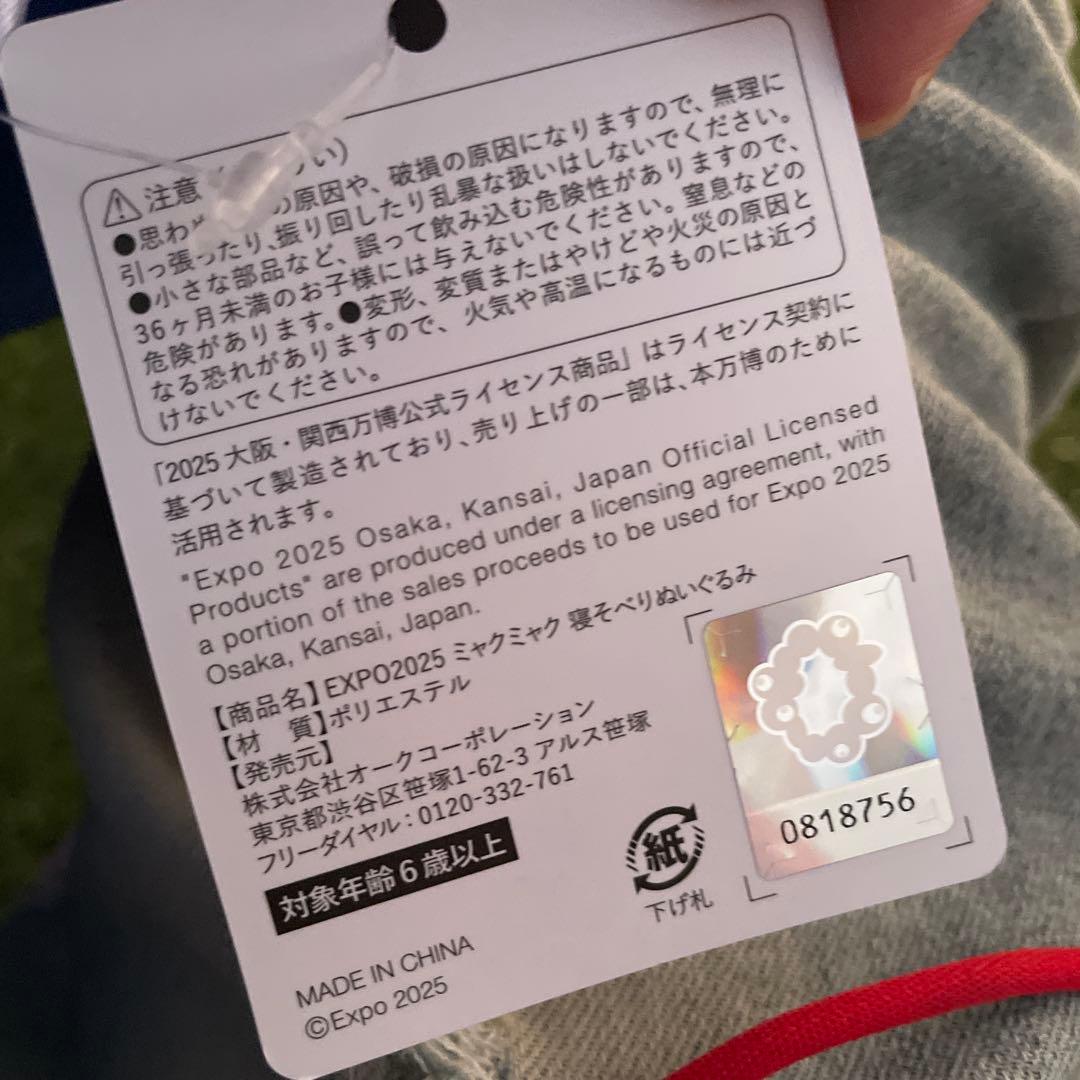 注意 い）
●思わ の原因や、破損の原因になりますので、無理に
引っ張ったり、振り回したり乱暴な扱いはしないでください。
●小さな部品など、誤って飲み込む危険性がありますので、
36ヶ月未満のお子様には与えないでください。窒息などの
危険があります。●変形、変質またはやけどや火災の原因と
なる恐れがありますので、火気や高温になるものには近づ
けないでください。
「2025 大阪・関西万博公式ライセンス商品」はライセンス契約に
基づいて製造されており、売り上げの一部は、本万博のために
活用されます。
"Expo 2025 Osaka, Kansai, Japan Official Licensed
Products" are produced under a licensing agreement, with
a portion of the sales proceeds to be used for Expo 2025
Osaka, Kansai, Japan.
【商品名】EXPO2025 ミャクミャク 寝そべりぬいぐるみ
【材　質】ポリエステル
【発売元】
株式会社オークコーポレーション
東京都渋谷区笹塚1-62-3 アルス笹塚
フリーダイヤル：0120-332-761
対象年齢6歳以上
紙
下げ札
0818756
MADE IN CHINA
©Expo 2025